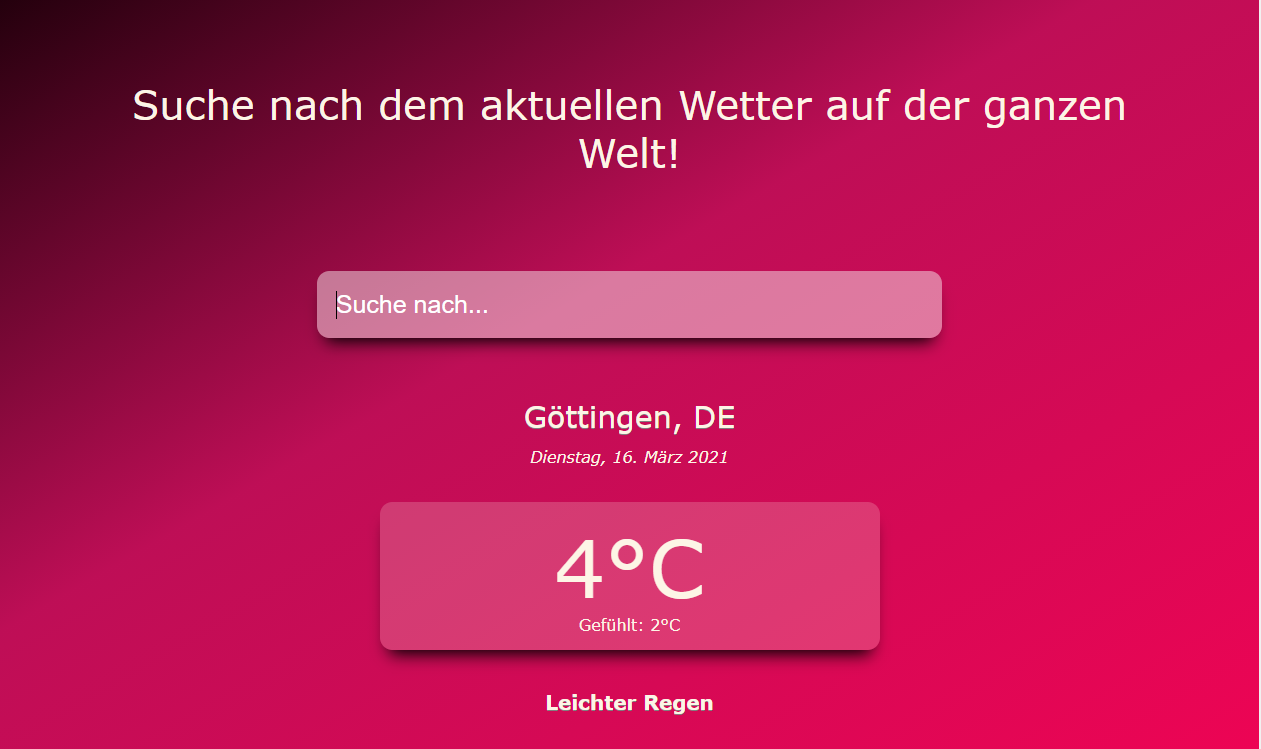 Suche nach dem aktuellen Wetter auf der ganzen
Welt!
Suche nach...
Göttingen, DE
Dienstag, 16. März 2021
4°C
Gefühlt: 2°C
Leichter Regen